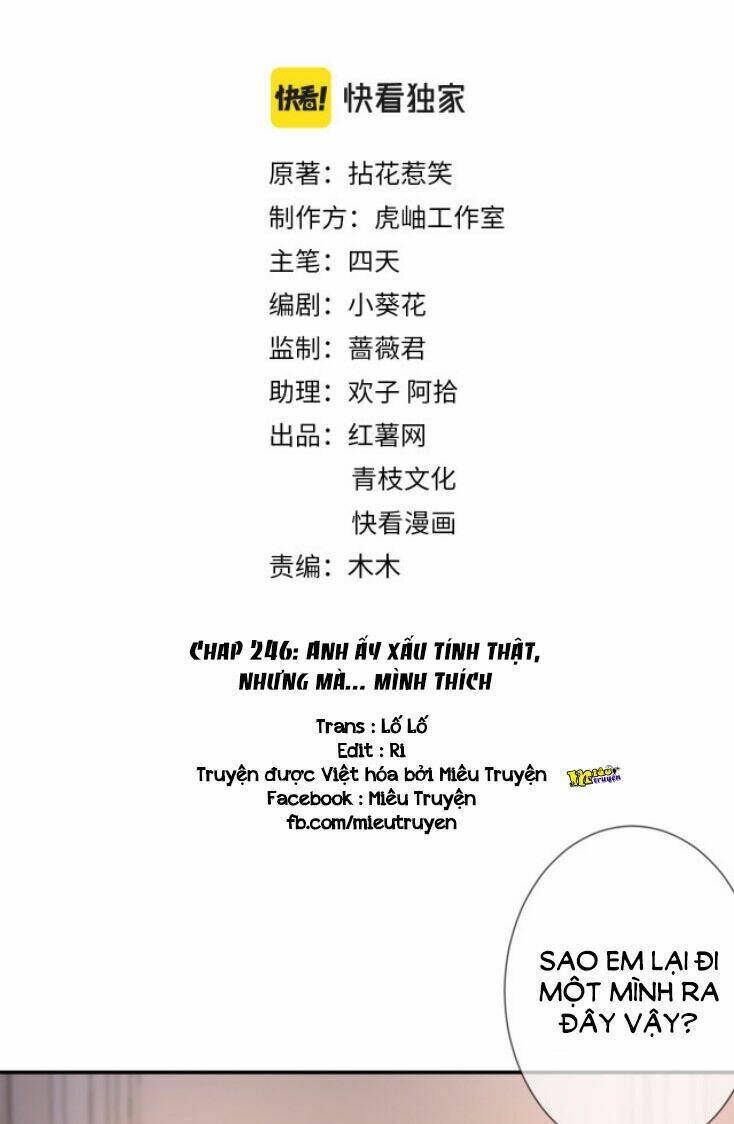 快看! 快看独家
原著：拈花惹笑
制作方：虎岫工作室
主笔：四天
编剧：小葵花
监制：蔷薇君
助理：欢子 阿拾
出品：红薯网
青枝文化
快看漫画
责编：木木
CHAP 246: ANH ẤY XẤU TÍNH THẬT,
NHƯNG MÀ... MÌNH THÍCH
Trans : Lố Lố
Edit : Ri
Truyện được Việt hóa bởi Miêu Truyện
Miêu truyện
Facebook : Miêu Truyện
fb.com/mieutruyen
SAO EM LẠI ĐI
MỘT MÌNH RA
ĐÂY VẬY?